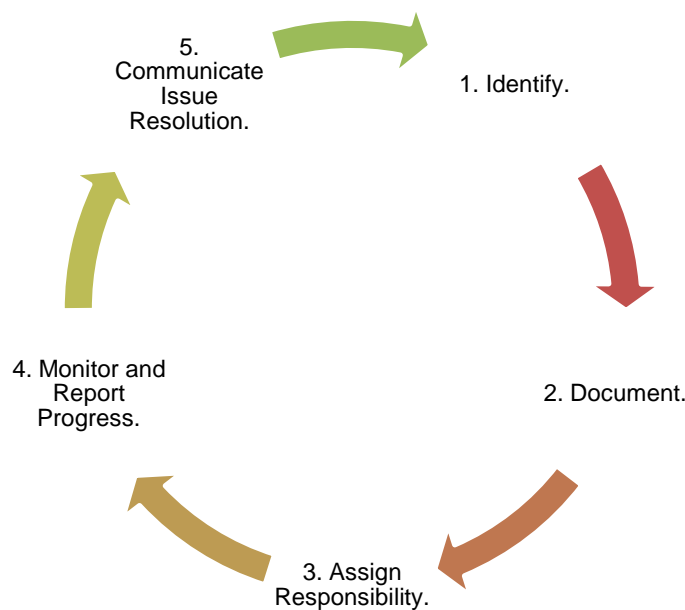 1. Identify.
2. Document.
3. Assign
Responsibility.
4. Monitor and
Report
Progress.
5.
Communicate
Issue
Resolution.